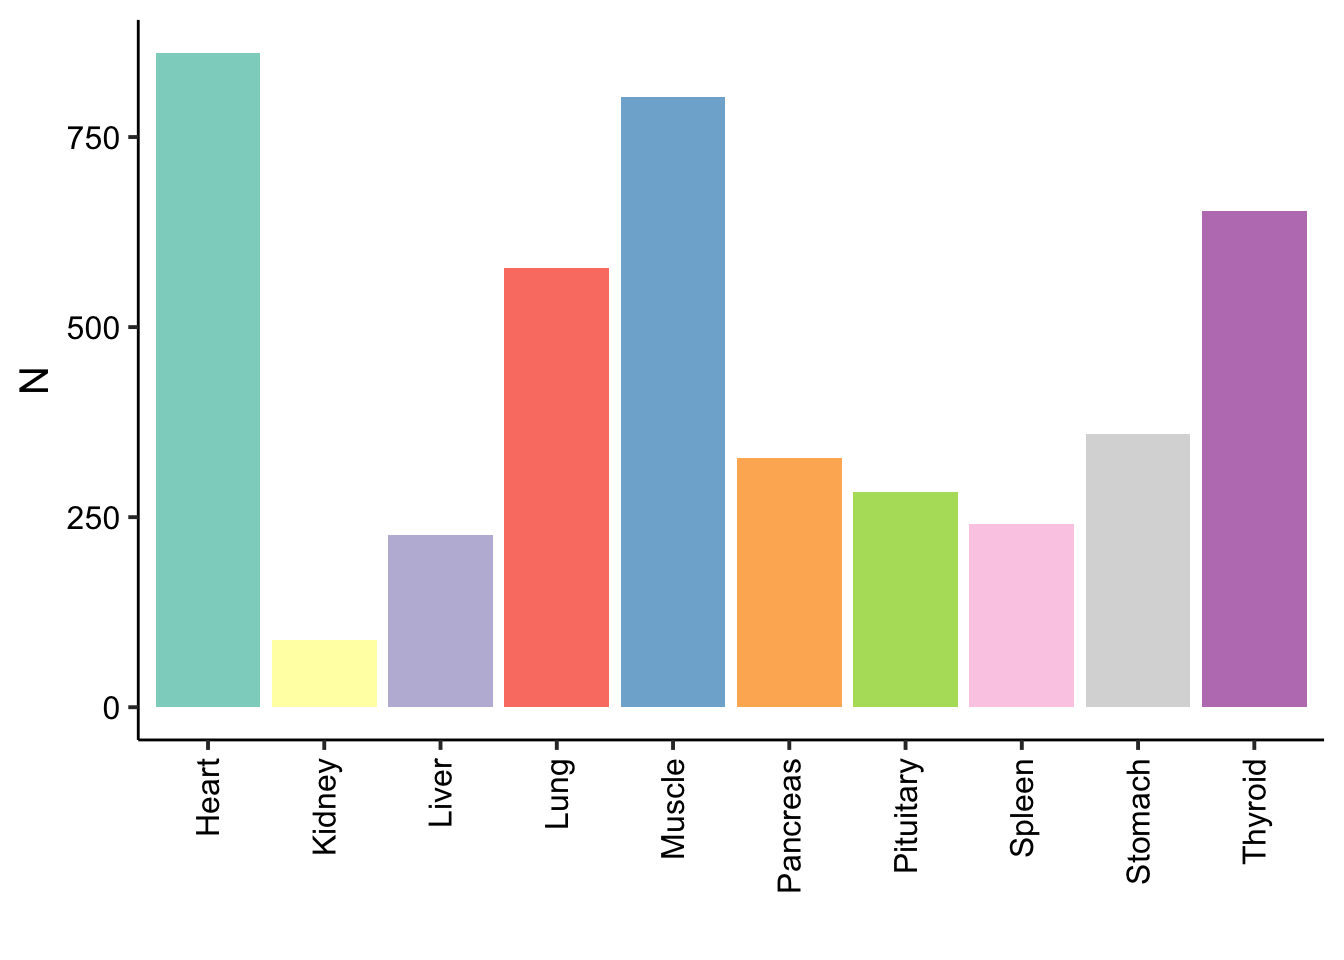 N
750
500
250
0
Heart
Kidney
Liver
Lung
Muscle
Pancreas
Pituitary
Spleen
Stomach
Thyroid